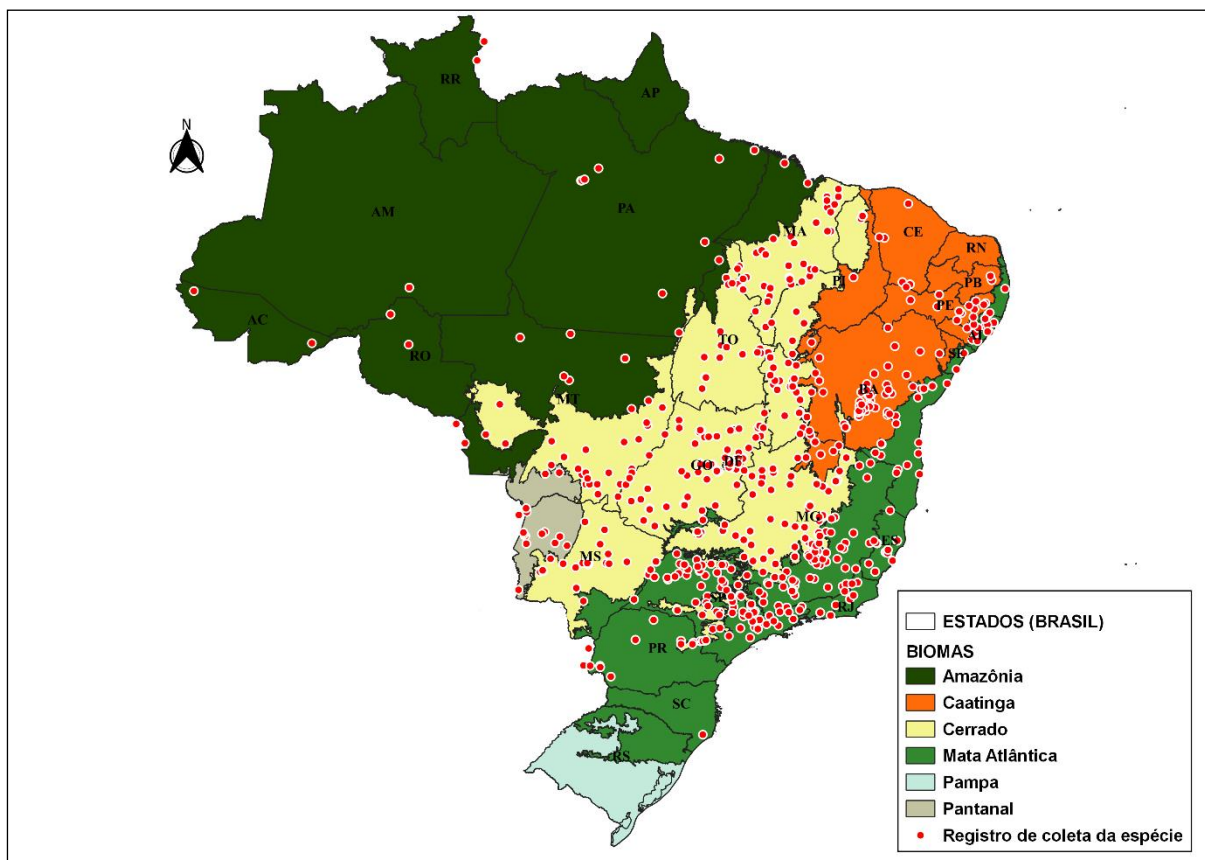 N
RR
AP
AM
PA
MA
CE
RN
PB
PI
PE
AL
SE
AC
RO
TO
BA
MT
GO
DF
MG
ES
MS
SP
RJ
PR
SC
RS
ESTADOS (BRASIL)
BIOMAS
Amazônia
Caatinga
Cerrado
Mata Atlântica
Pampa
Pantanal
Registro de coleta da espécie